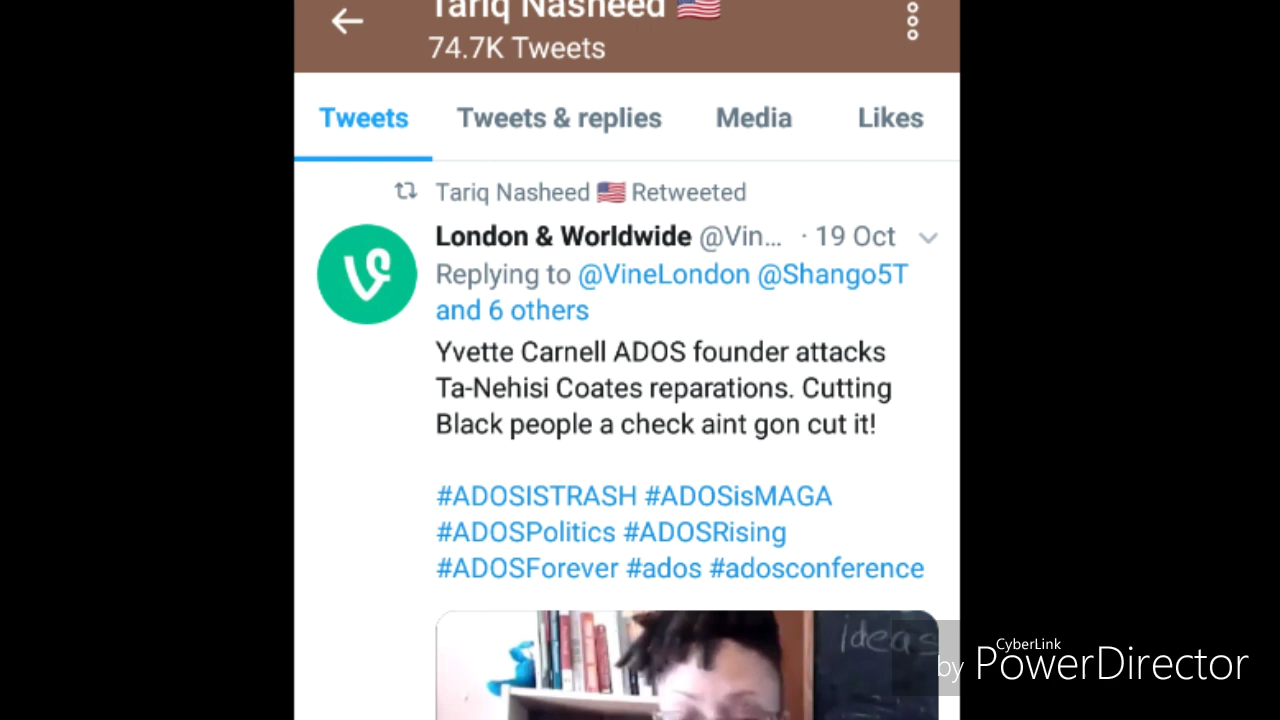 Tariq Nasheed
74.7K Tweets
Tweets Tweets & replies Media Likes
Tariq Nasheed Retweeted
London & Worldwide @Vin... · 19 Oct
Replying to @VineLondon @Shango5T
and 6 others
Yvette Carnell ADOS founder attacks
Ta-Nehisi Coates reparations. Cutting
Black people a check aint gon cut it!
#ADOSISTRASH #ADOSisMAGA
#ADOSPolitics #ADOSRising
#ADOSForever #ados #adosconference
ideas
CyberLink
by PowerDirector